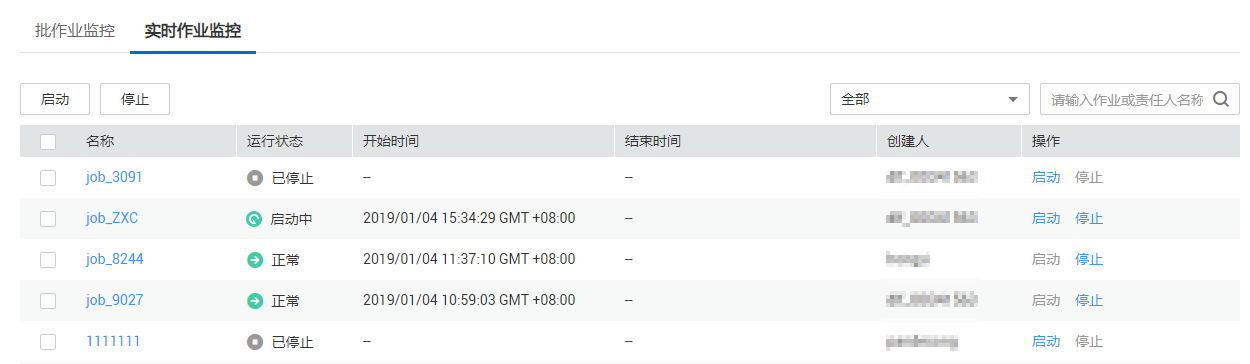 批作业监控 实时作业监控
启动 停止 全部 请输入作业或责任人名称
名称 运行状态 开始时间 结束时间 创建人 操作
job_3091 已停止 -- -- 启动 停止
job_ZXC 启动中 2019/01/04 15:34:29 GMT +08:00 -- 启动 停止
job_8244 正常 2019/01/04 11:37:10 GMT +08:00 -- 启动 停止
job_9027 正常 2019/01/04 10:59:03 GMT +08:00 -- 启动 停止
1111111 已停止 -- -- 启动 停止